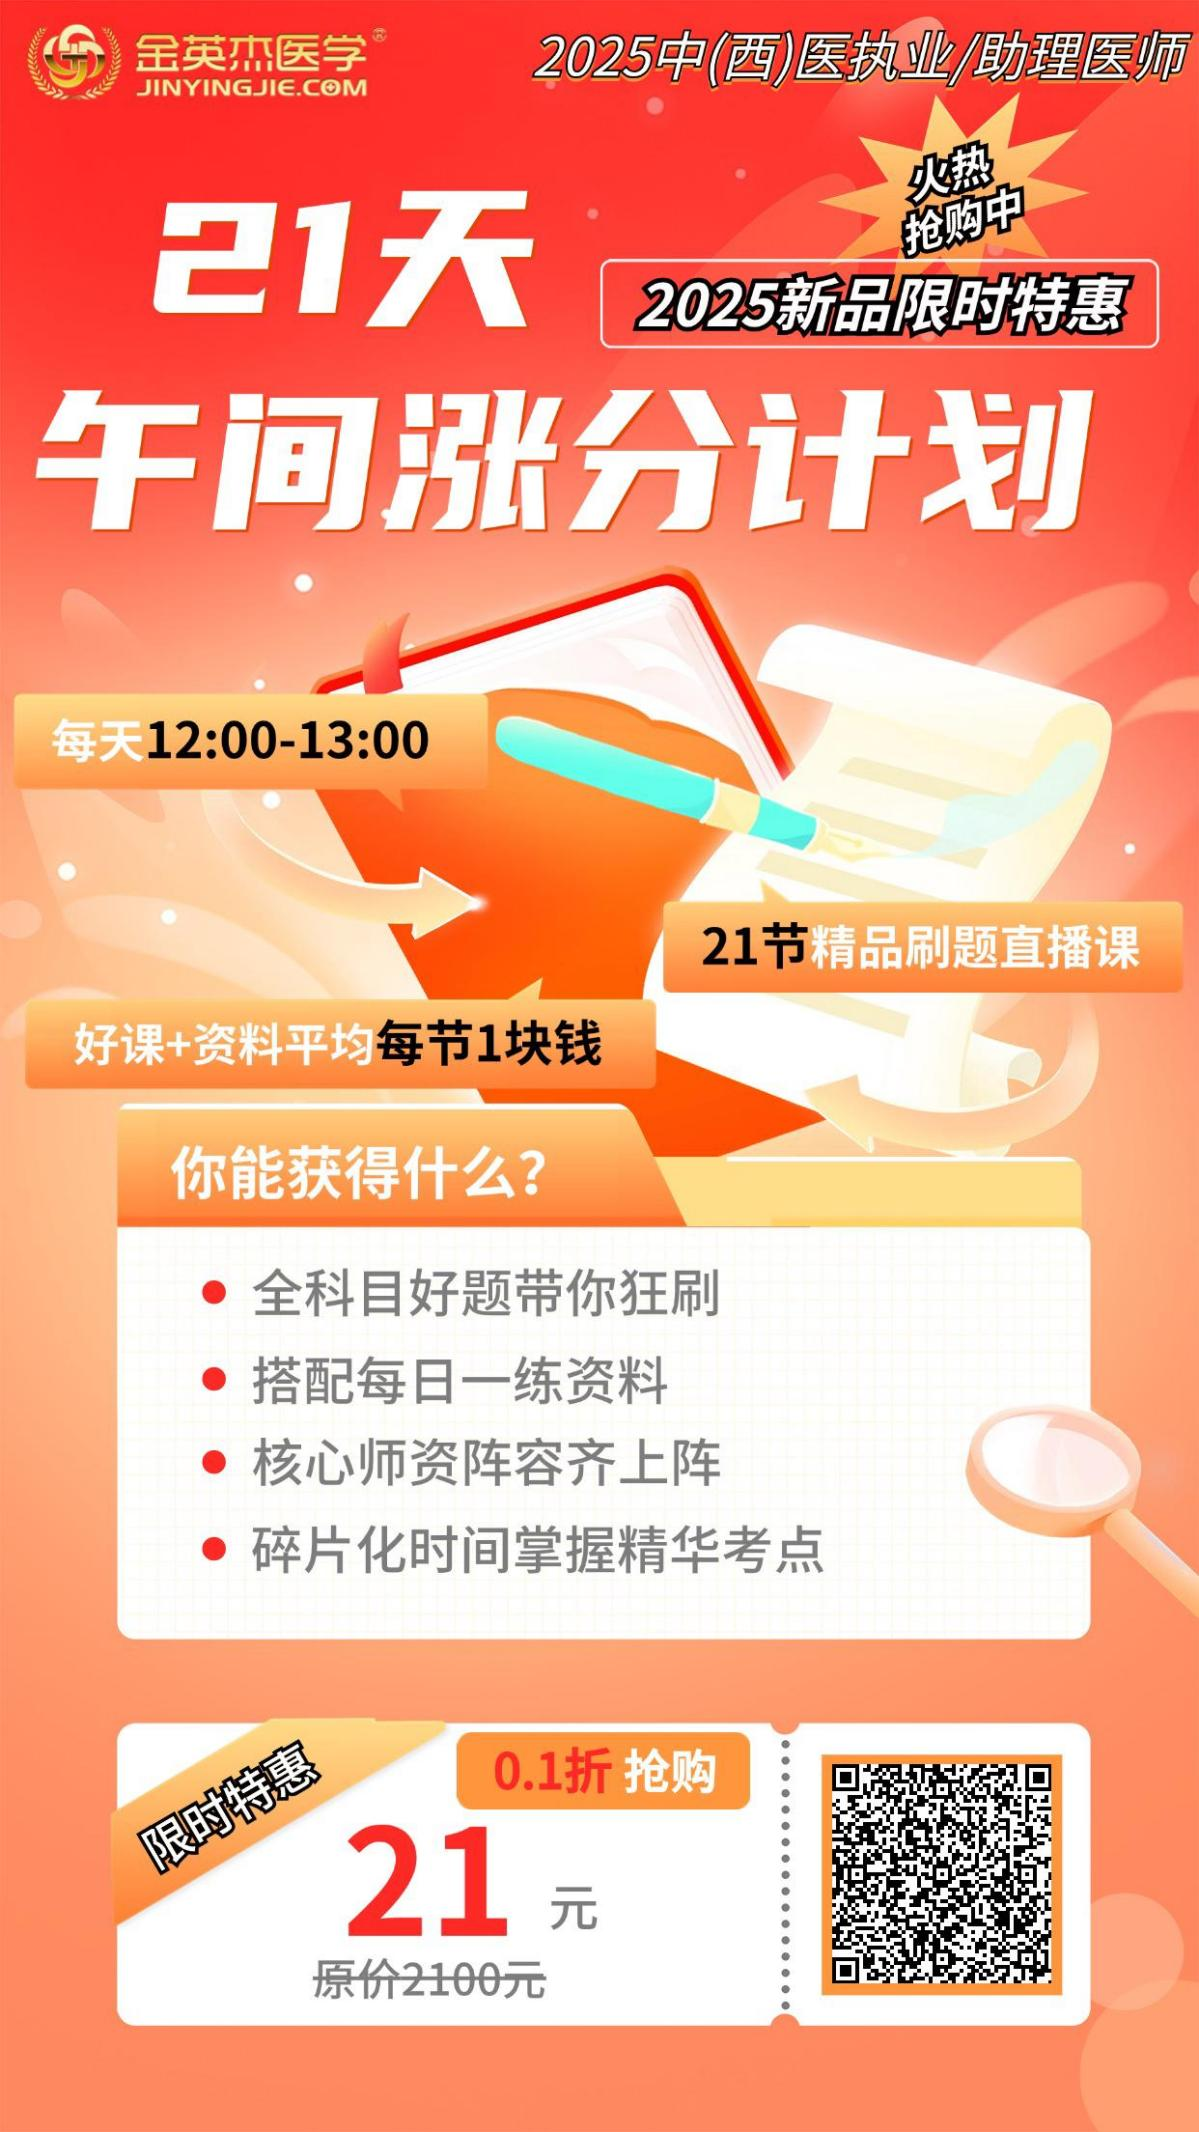 金英杰医学®
JINYINGJIE.COM
2025中(西)医执业/助理医师
火热
抢购中
21天
2025新品限时特惠
午间涨分计划
每天12:00-13:00
21节精品刷题直播课
好课+资料平均每节1块钱
你能获得什么？
全科目好题带你狂刷
搭配每日一练资料
核心师资阵容齐上阵
碎片化时间掌握精华考点
限时特惠
0.1折 抢购
21 元
原价2100元